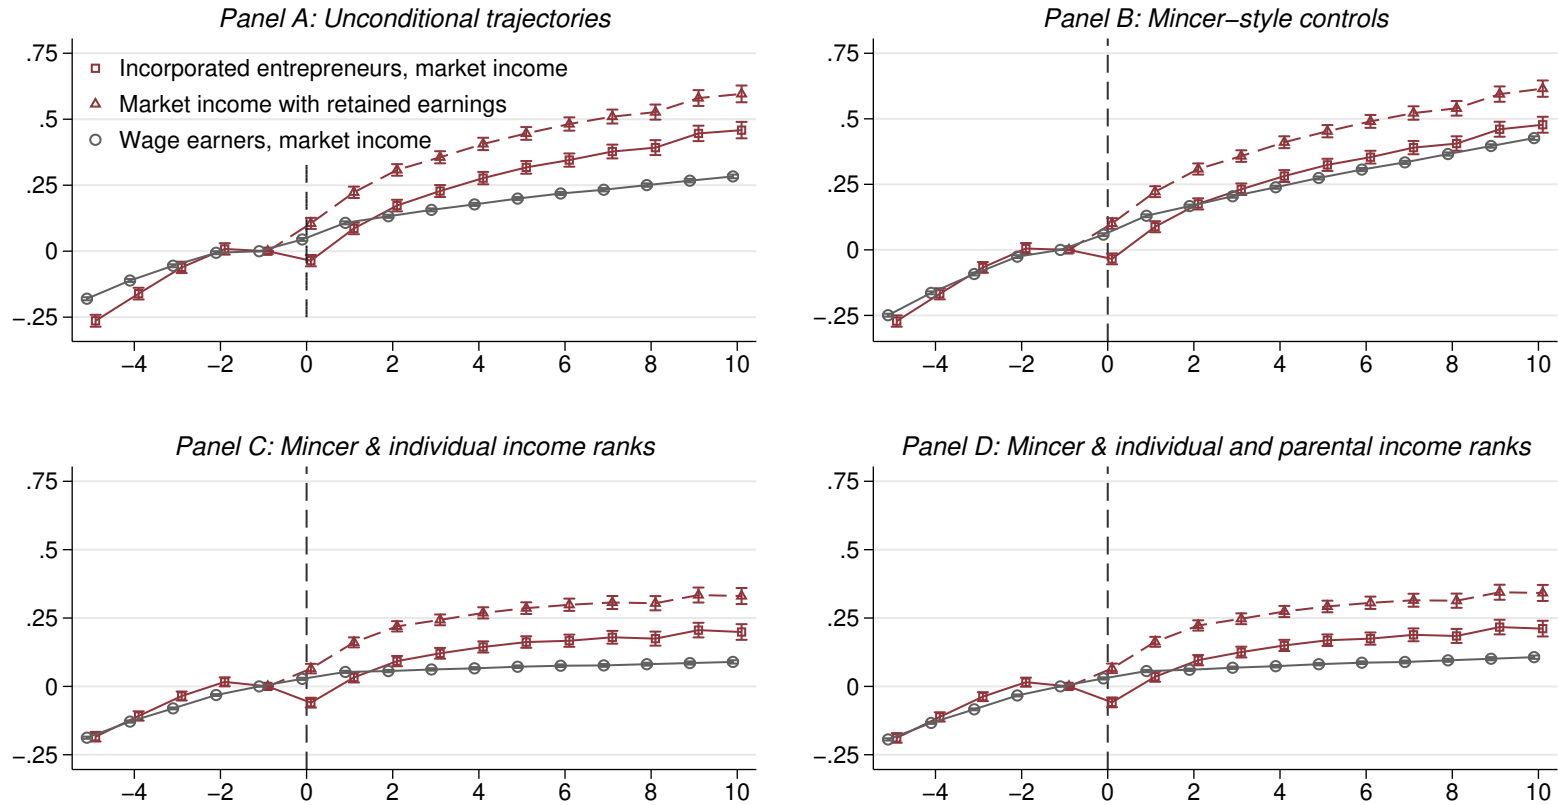 Panel A: Unconditional trajectories
.75
.5
.25
0
−.25
Incorporated entrepreneurs, market income
Market income with retained earnings
Wage earners, market income
−4 −2 0 2 4 6 8 10
Panel B: Mincer−style controls
.75
.5
.25
0
−.25
−4 −2 0 2 4 6 8 10
Panel C: Mincer & individual income ranks
.75
.5
.25
0
−.25
−4 −2 0 2 4 6 8 10
Panel D: Mincer & individual and parental income ranks
.75
.5
.25
0
−.25
−4 −2 0 2 4 6 8 10